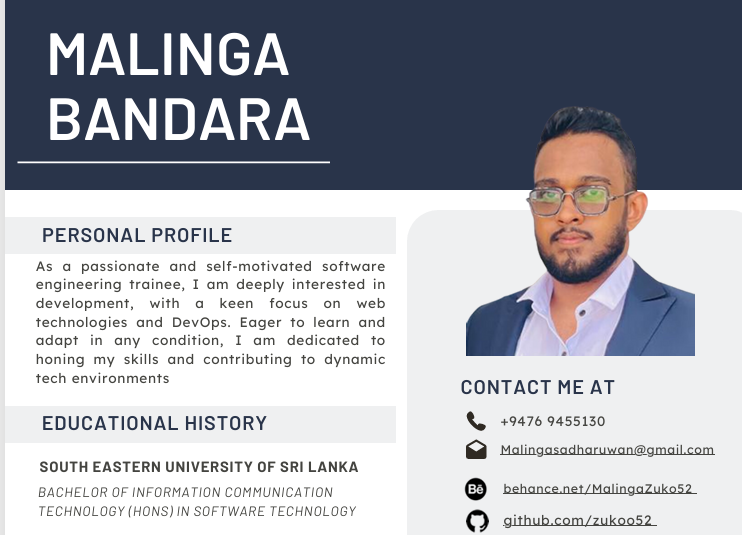 MALINGA
BANDARA
PERSONAL PROFILE
As a passionate and self-motivated software
engineering trainee, I am deeply interested in
development, with a keen focus on web
technologies and DevOps. Eager to learn and
adapt in any condition, I am dedicated to
honing my skills and contributing to dynamic
tech environments
EDUCATIONAL HISTORY
SOUTH EASTERN UNIVERSITY OF SRI LANKA
BACHELOR OF INFORMATION COMMUNICATION
TECHNOLOGY (HONS) IN SOFTWARE TECHNOLOGY
CONTACT ME AT
+9476 9455130
Malingasadharuwan@gmail.com
Bē behance.net/MalingaZuko52
github.com/zukoo52